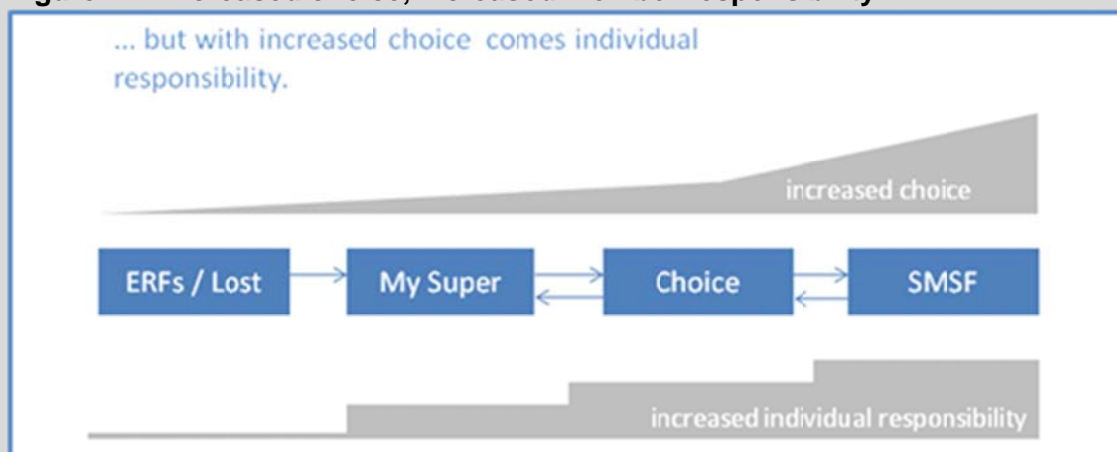 ... but with increased choice comes individual
responsibility.
increased choice
ERFs / Lost
My Super
Choice
SMSF
increased individual responsibility